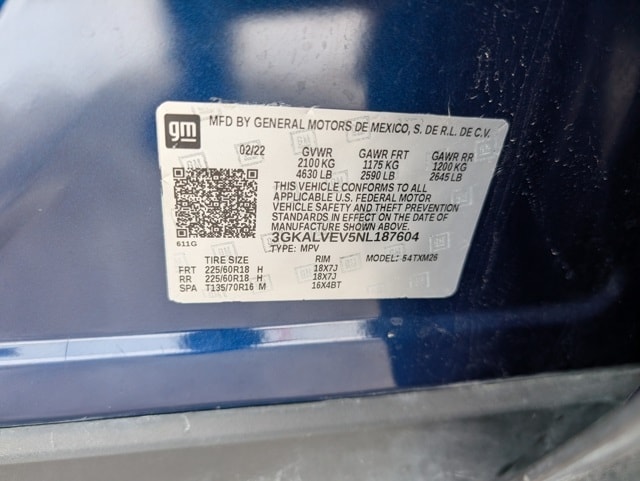 gm
MFD BY GENERAL MOTORS DE MEXICO, S. DE R.L. DE C.V.
02/22 GVWR GAWR FRT GAWR RR
2100 KG 1175 KG 1200 KG
4630 LB 2590 LB 2645 LB
THIS VEHICLE CONFORMS TO ALL
APPLICABLE U.S. FEDERAL MOTOR
VEHICLE SAFETY AND THEFT PREVENTION
STANDARDS IN EFFECT ON THE DATE OF
MANUFACTURE SHOWN ABOVE.
3GKALVEV5NL187604
611G
TYPE: MPV MODEL: 54TXM26
TIRE SIZE RIM
FRT 225/60R18 H 18X7J
RR 225/60R18 H 18X7J
SPA T135/70R16 M 16X4BT